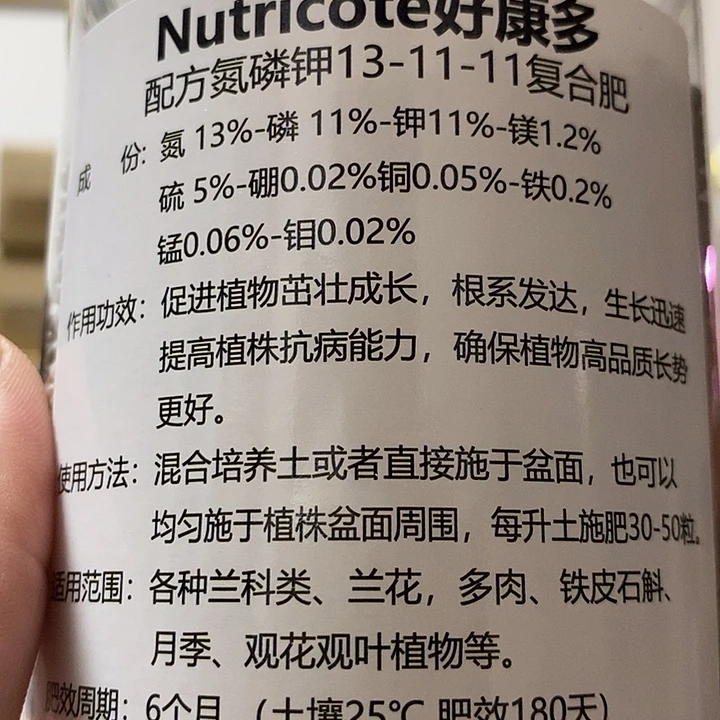 Nutricote好康多
配方氮磷钾13-11-11复合肥
成 份: 氮 13%-磷 11%-钾11%-镁1.2%
硫 5%-硼0.02%铜0.05%-铁0.2%
锰0.06%-钼0.02%
作用功效: 促进植物茁壮成长，根系发达，生长迅速
提高植株抗病能力，确保植物高品质长势
更好。
使用方法: 混合培养土或者直接施于盆面，也可以
均匀施于植株盆面周围，每升土施肥30-50粒。
适用范围: 各种兰科类、兰花，多肉、铁皮石斛、
月季、观花观叶植物等。
肥效周期: 6个月 （土壤25℃ 肥效180天）